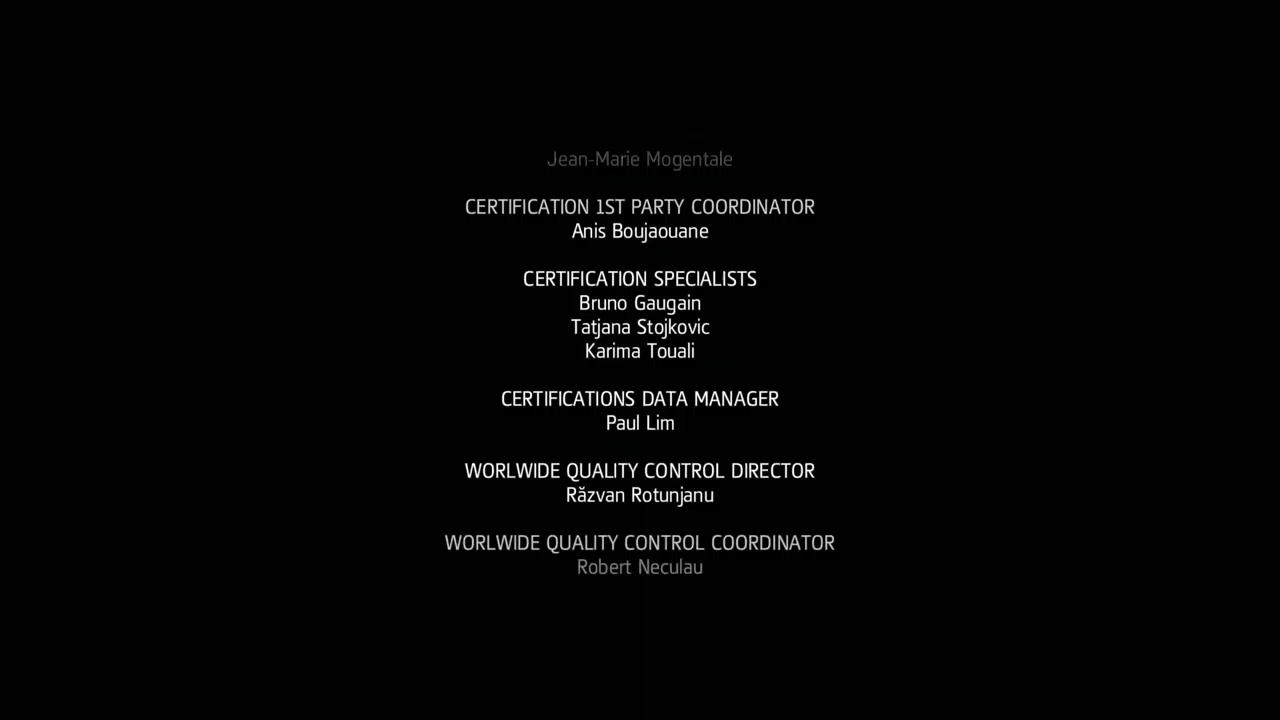 Jean-Marie Mogentale
CERTIFICATION 1ST PARTY COORDINATOR
Anis Boujaouane
CERTIFICATION SPECIALISTS
Bruno Gaugain
Tatjana Stojkovic
Karima Touali
CERTIFICATIONS DATA MANAGER
Paul Lim
WORLWIDE QUALITY CONTROL DIRECTOR
Răzvan Rotunjanu
WORLWIDE QUALITY CONTROL COORDINATOR
Robert Neculau